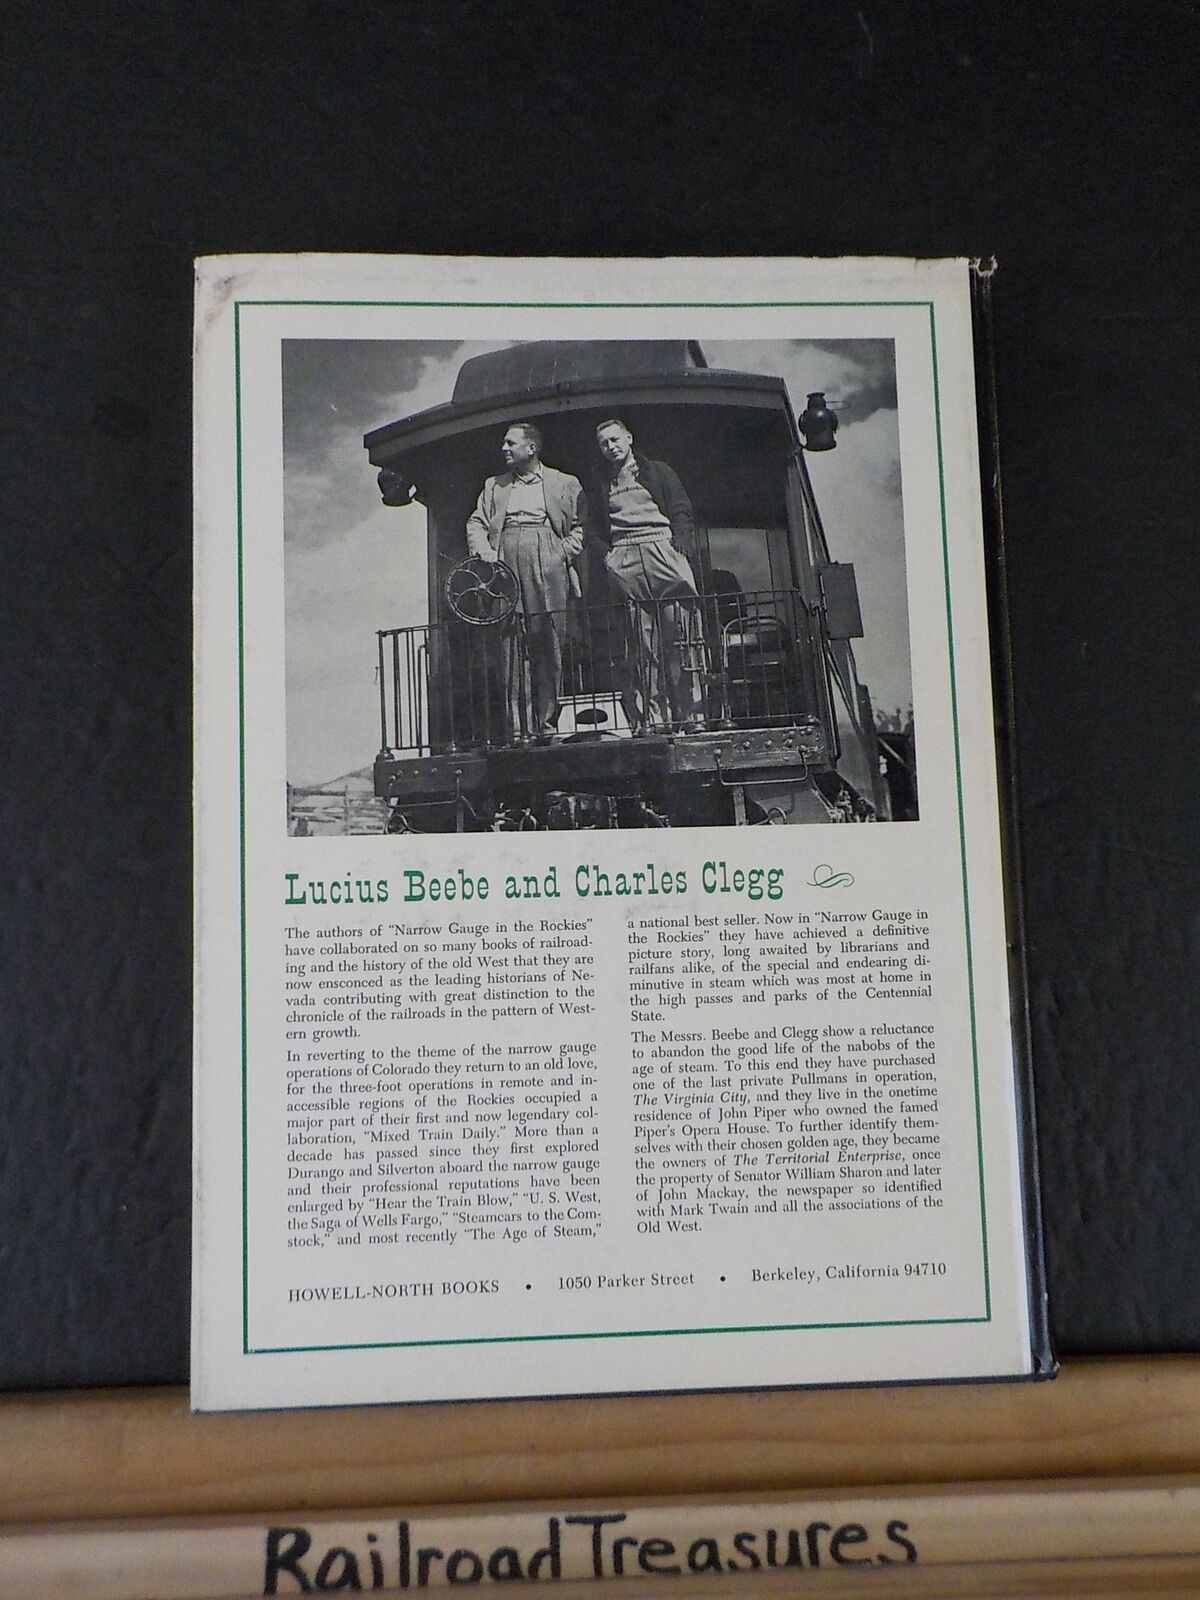 Lucius Beebe and Charles Clegg
The authors of "Narrow Gauge in the Rockies"
have collaborated on so many books of railroad-
ing and the history of the old West that they are
now ensconced as the leading historians of Ne-
vada contributing with great distinction to the
chronicle of the railroads in the pattern of West-
ern growth.
In reverting to the theme of the narrow gauge
operations of Colorado they return to an old love,
for the three-foot operations in remote and in-
accessible regions of the Rockies occupied a
major part of their first and now legendary col-
laboration, "Mixed Train Daily." More than a
decade has passed since they first explored
Durango and Silverton aboard the narrow gauge
and their professional reputations have been
enlarged by "Hear the Train Blow," "U. S. West,
the Saga of Wells Fargo," "Steamcars to the Com-
stock," and most recently "The Age of Steam,"
a national best seller. Now in "Narrow Gauge in
the Rockies" they have achieved a definitive
picture story, long awaited by librarians and
railfans alike, of the special and endearing di-
minutive in steam which was most at home in
the high passes and parks of the Centennial
State.
The Messrs. Beebe and Clegg show a reluctance
to abandon the good life of the nabobs of the
age of steam. To this end they have purchased
one of the last private Pullmans in operation,
The Virginia City, and they live in the onetime
residence of John Piper who owned the famed
Piper's Opera House. To further identify them-
selves with their chosen golden age, they became
the owners of The Territorial Enterprise, once
the property of Senator William Sharon and later
of John Mackay, the newspaper so identified
with Mark Twain and all the associations of the
Old West.
HOWELL-NORTH BOOKS • 1050 Parker Street • Berkeley, California 94710
Railroad Treasures